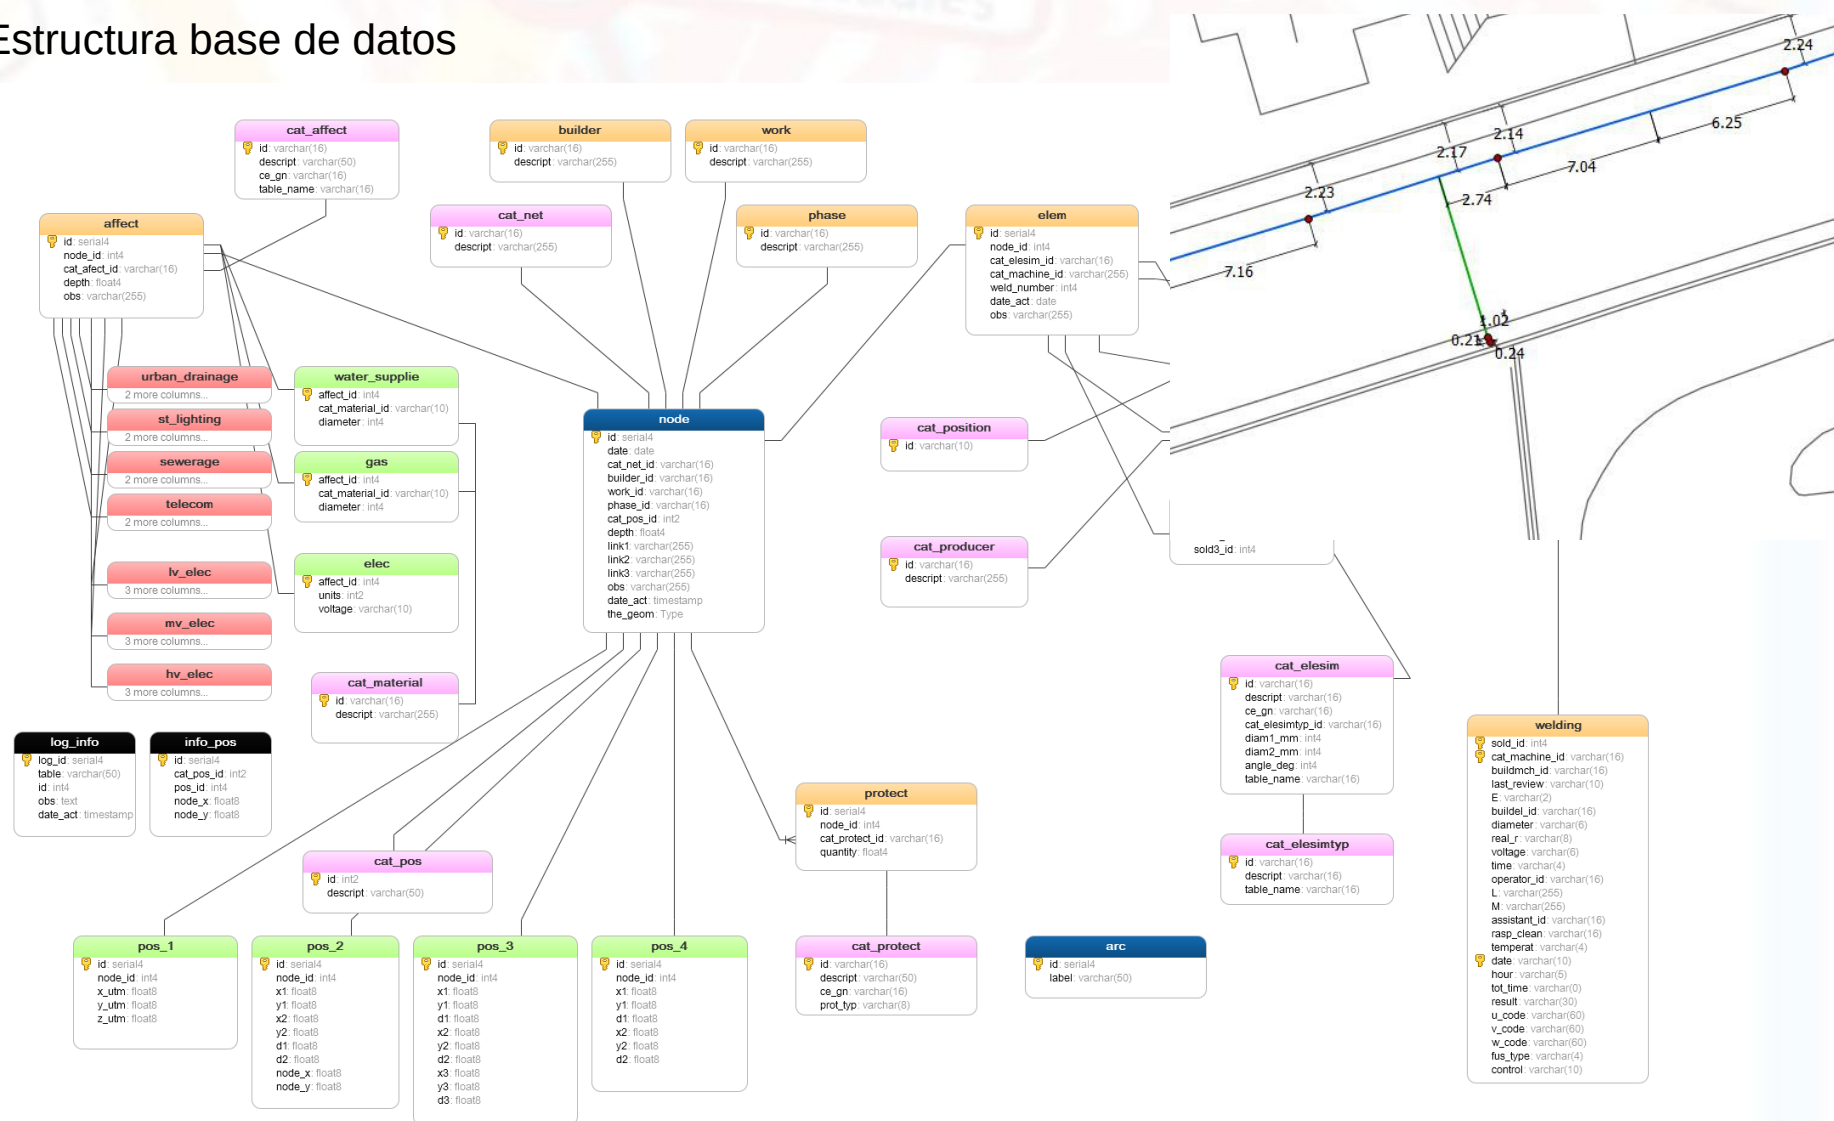 Estructura base de datos
cat_affect
id: varchar(16)
descript: varchar(50)
ce_gn: varchar(16)
table_name: varchar(16)
builder
id: varchar(16)
descript: varchar(255)
work
id: varchar(16)
descript: varchar(255)
affect
id: serial4
node_id: int4
cat_afect_id: varchar(16)
depth: float4
obs: varchar(255)
cat_net
id: varchar(16)
descript: varchar(255)
phase
id: varchar(16)
descript: varchar(255)
elem
id: serial4
node_id: int4
cat_elesim_id: varchar(16)
cat_machine_id: varchar(255)
weld_number: int4
date_act: date
obs: varchar(255)
2.24
6.25
2.14
2.17
7.04
2.23
2.74
7.16
1.02
0.21
0.24
urban_drainage
2 more columns...
st_lighting
2 more columns...
sewerage
2 more columns...
telecom
2 more columns...
lv_elec
3 more columns...
mv_elec
3 more columns...
hv_elec
3 more columns...
water_supplie
affect_id: int4
cat_material_id: varchar(10)
diameter: int4
gas
affect_id: int4
cat_material_id: varchar(10)
diameter: int4
elec
affect_id: int4
units: int2
voltage: varchar(10)
cat_material
id: varchar(16)
descript: varchar(255)
node
id: serial4
date: date
cat_net_id: varchar(16)
builder_id: varchar(16)
work_id: varchar(16)
phase_id: varchar(16)
cat_pos_id: int2
depth: float4
link1: varchar(255)
link2: varchar(255)
link3: varchar(255)
obs: varchar(255)
date_act: timestamp
the_geom: Type
cat_position
id: varchar(10)
cat_producer
id: varchar(16)
descript: varchar(255)
sold3_id: int4
cat_elesim
id: varchar(16)
descript: varchar(16)
ce_gn: varchar(16)
cat_elesimtyp_id: varchar(16)
diam1_mm: int4
diam2_mm: int4
angle_deg: int4
table_name: varchar(16)
cat_elesimtyp
id: varchar(16)
descript: varchar(16)
table_name: varchar(16)
welding
sold_id: int4
cat_machine_id: varchar(16)
buildmch_id: varchar(16)
last_review: varchar(10)
E: varchar(2)
buildel_id: varchar(16)
diameter: varchar(6)
real_r: varchar(8)
voltage: varchar(6)
time: varchar(4)
operator_id: varchar(16)
L: varchar(255)
M: varchar(255)
assistant_id: varchar(16)
rasp_clean: varchar(16)
temperat: varchar(4)
date: varchar(10)
hour: varchar(5)
tot_time: varchar(0)
result: varchar(30)
u_code: varchar(60)
v_code: varchar(60)
w_code: varchar(60)
fus_type: varchar(4)
control: varchar(10)
log_info
log_id: serial4
table: varchar(50)
id: int4
obs: text
date_act: timestamp
info_pos
id: serial4
cat_pos_id: int2
pos_id: int4
node_x: float8
node_y: float8
protect
id: serial4
node_id: int4
cat_protect_id: varchar(16)
quantity: float4
cat_pos
id: int2
descript: varchar(50)
pos_1
id: serial4
node_id: int4
x_utm: float8
y_utm: float8
z_utm: float8
pos_2
id: serial4
node_id: int4
x1: float8
y1: float8
x2: float8
y2: float8
d1: float8
d2: float8
node_x: float8
node_y: float8
pos_3
id: serial4
node_id: int4
x1: float8
y1: float8
d1: float8
x2: float8
y2: float8
d2: float8
x3: float8
y3: float8
d3: float8
pos_4
id: serial4
node_id: int4
x1: float8
y1: float8
d1: float8
x2: float8
y2: float8
d2: float8
cat_protect
id: varchar(16)
descript: varchar(50)
ce_gn: varchar(16)
prot_typ: varchar(8)
arc
id: serial4
label: varchar(50)